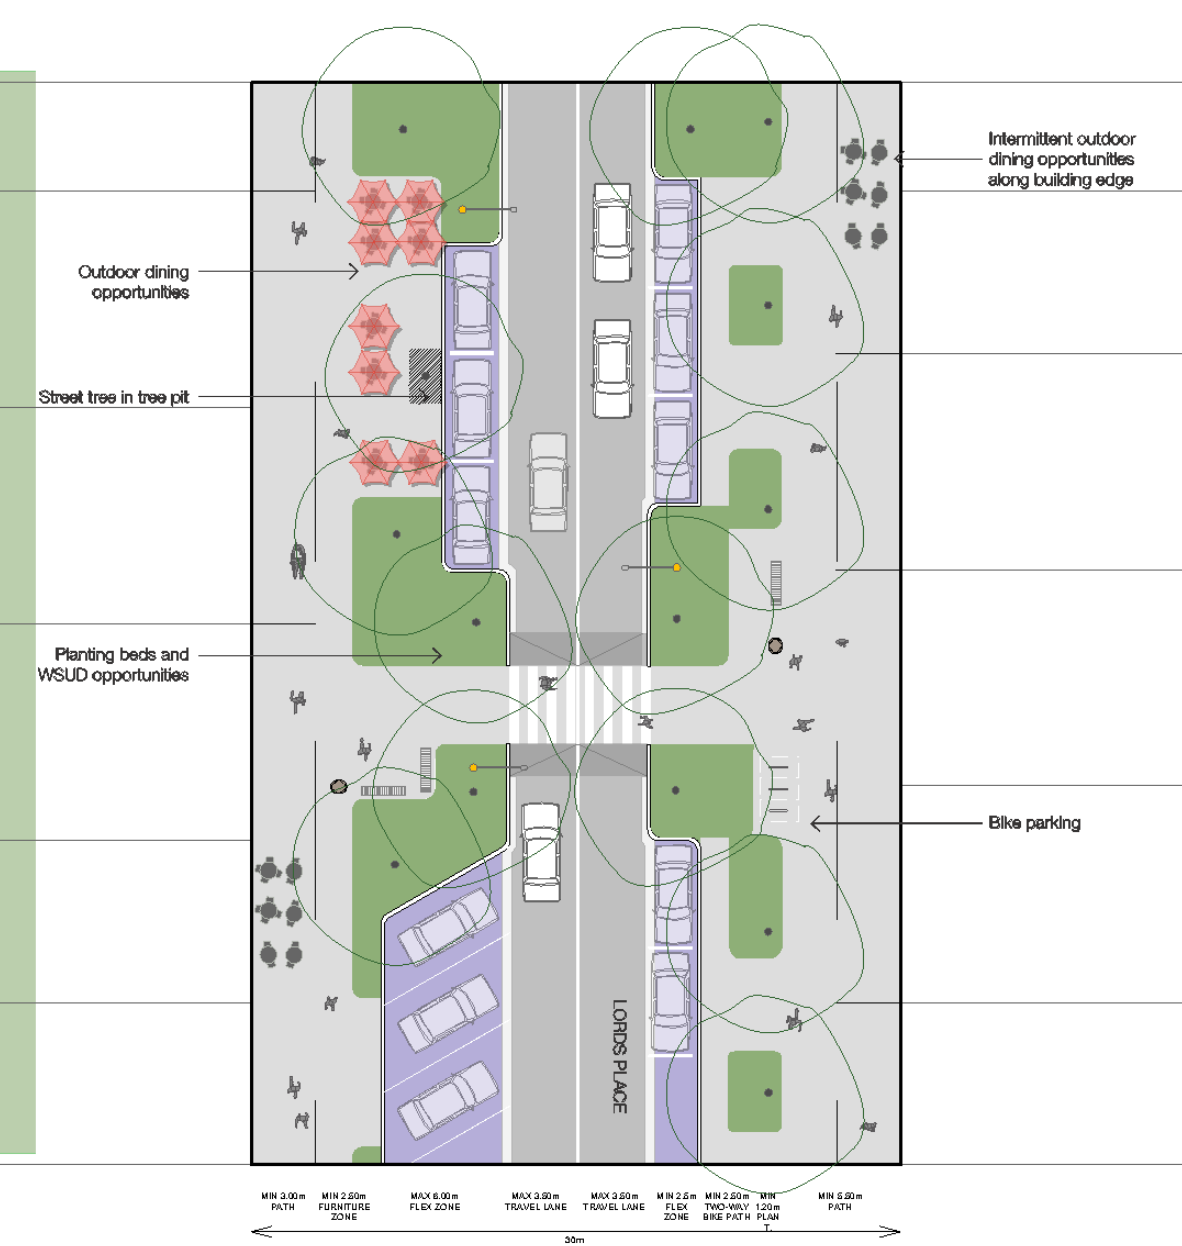 Intermittent outdoor
dining opportunities
along building edge
Outdoor dining
opportunities
Street tree in tree pit
Planting beds and
WSUD opportunities
Bike parking
LORDS PLACE
MIN 3.00m
PATH
MIN 2.50m
FURNITURE
ZONE
MAX 6.00m
FLEX ZONE
MAX 3.50m
TRAVEL LANE
MAX 3.50m
TRAVEL LANE
MIN 2.5m
FLEX
ZONE
MIN 2.50m
TWO-WAY
BIKE PATH
MIN
1.20m
PLAN
T.
MIN 5.50m
PATH
30m